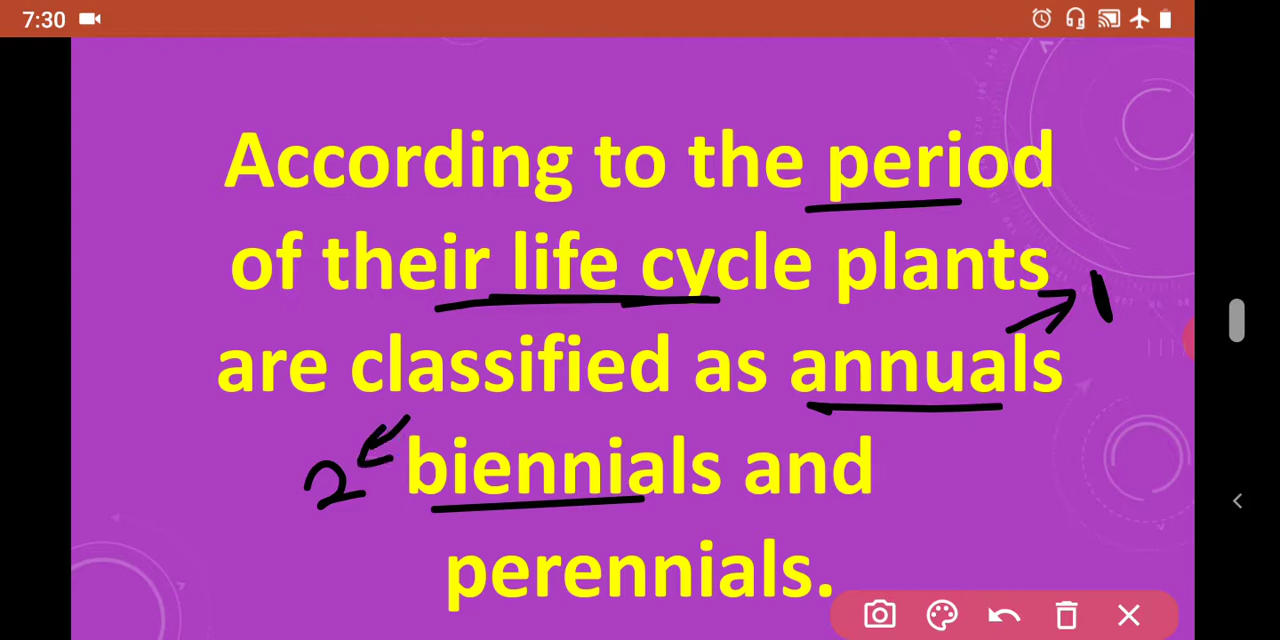 7:30
According to the period
of their life cycle plants
1
are classified as annuals
2 biennials and
perennials.